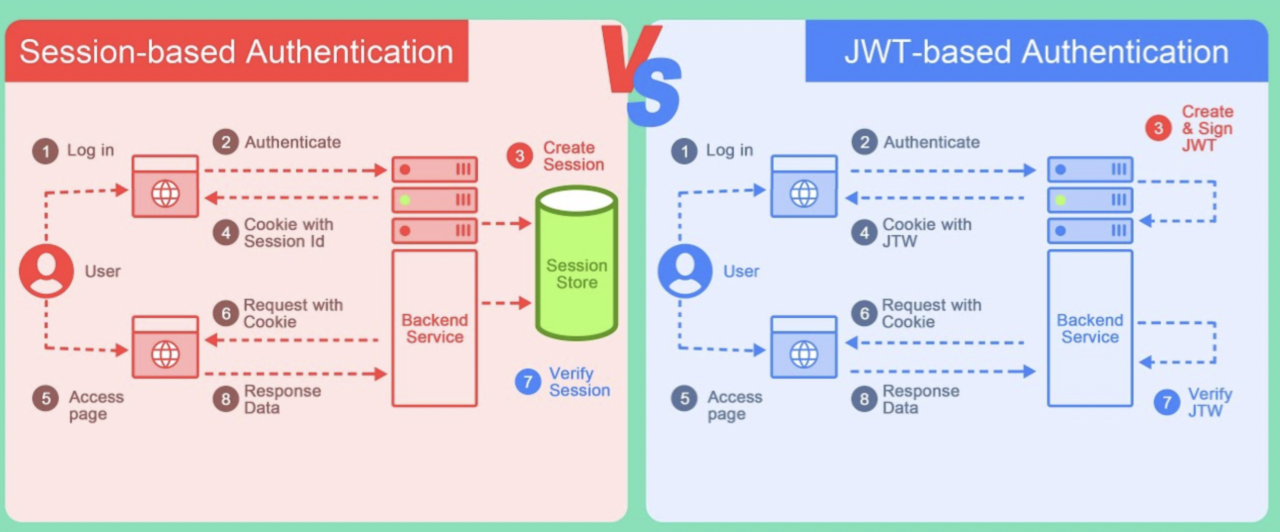 Session-based Authentication
VS
JWT-based Authentication
1 Log in
2 Authenticate
3 Create
Session
4 Cookie with
Session Id
User
Session
Store
6 Request with
Cookie
Backend
Service
7 Verify
Session
5 Access
page
8 Response
Data
1 Log in
2 Authenticate
3 Create
& Sign
JWT
4 Cookie with
JTW
User
6 Request with
Cookie
Backend
Service
5 Access
page
8 Response
Data
7 Verify
JTW